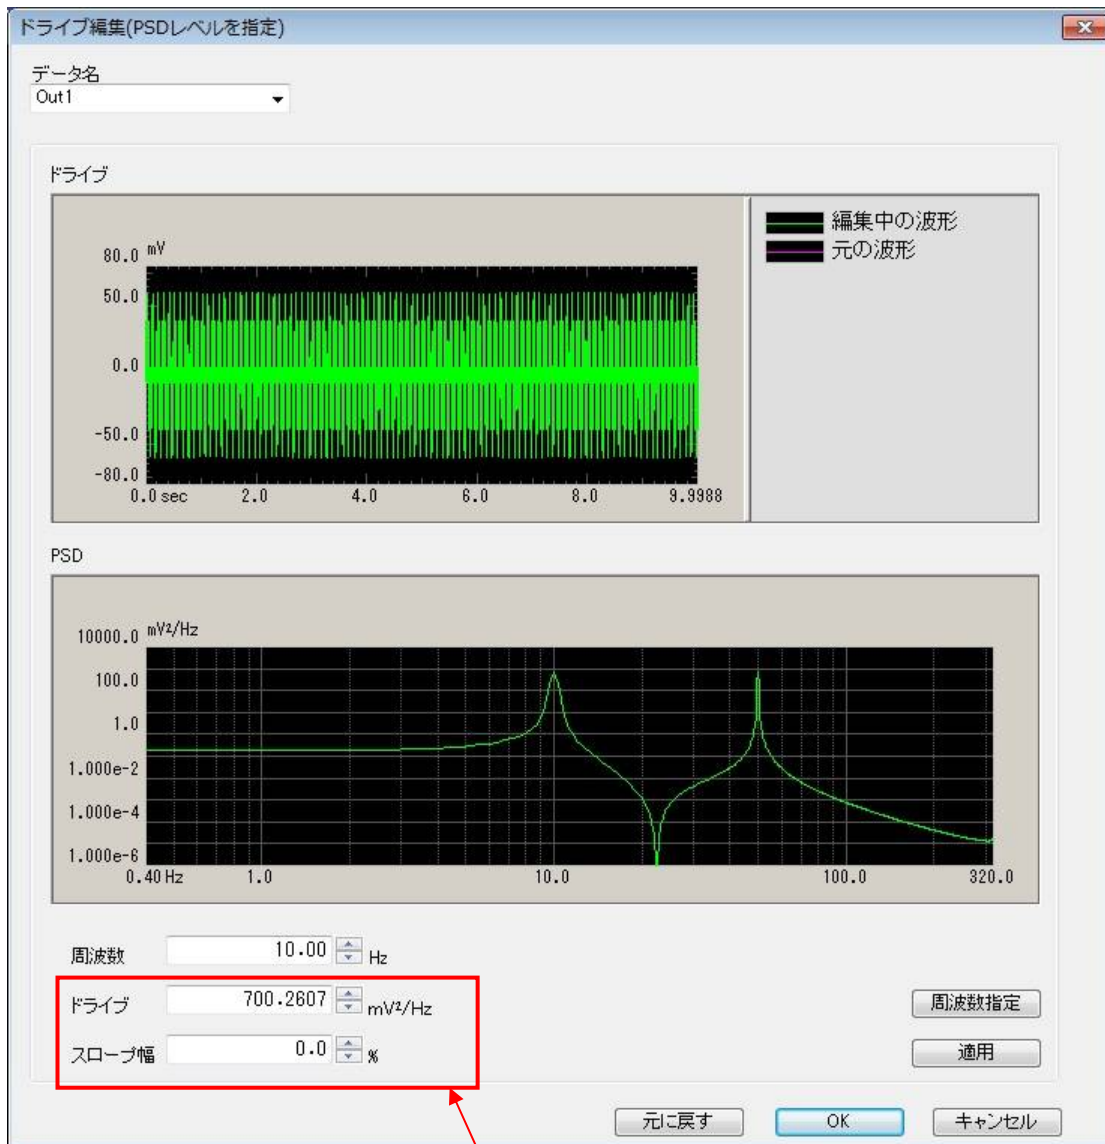 ドライブ編集(PSDレベルを指定)
データ名
Out1
ドライブ
80.0 mV
50.0
0.0
-50.0
-80.0
0.0 sec 2.0 4.0 6.0 8.0 9.9988
編集中の波形
元の波形
PSD
10000.0 mV²/Hz
100.0
1.0
1.000e-2
1.000e-4
1.000e-6
0.40 Hz 1.0 10.0 100.0 320.0
周波数 10.00 Hz
ドライブ 700.2607 mV²/Hz 周波数指定
スロープ幅 0.0 % 適用
元に戻す OK キャンセル